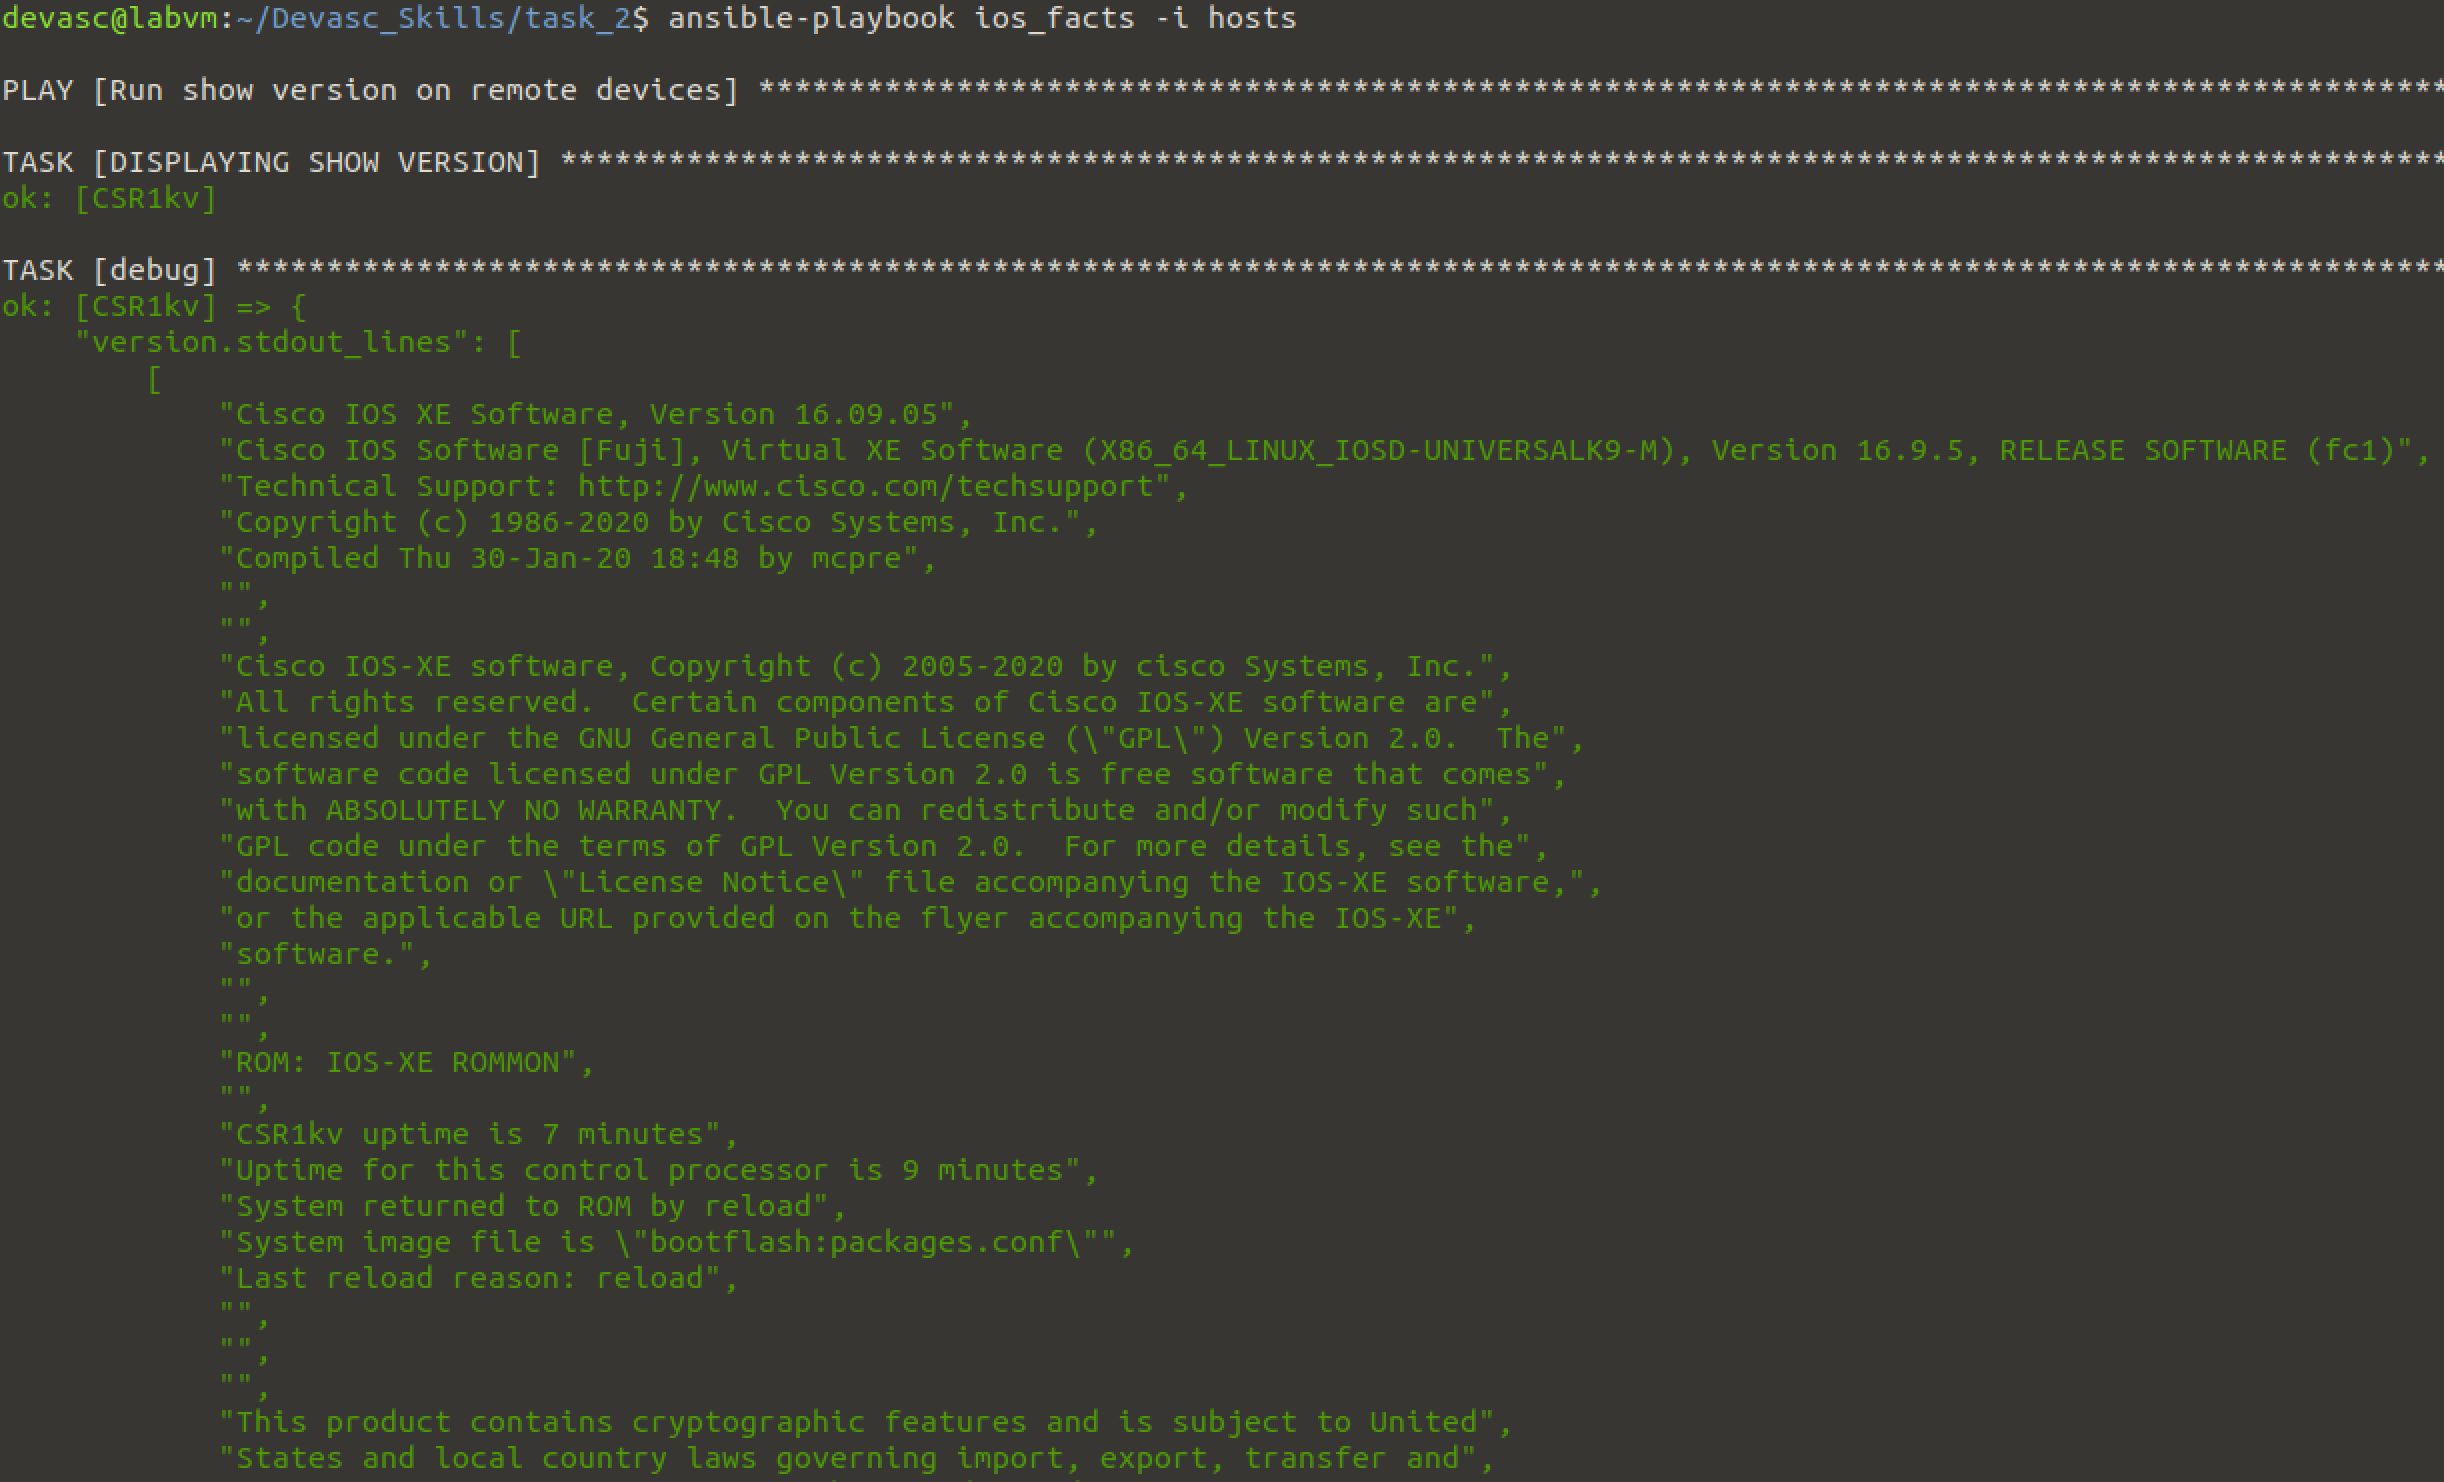 devasc@labvm:~/Devasc_Skills/task_2$ ansible-playbook ios_facts -i hosts
PLAY [Run show version on remote devices] **********************************************************************************************
TASK [DISPLAYING SHOW VERSION] *********************************************************************************************************
ok: [CSR1kv]
TASK [debug] ***************************************************************************************************************************
ok: [CSR1kv] => {
    "version.stdout_lines": [
        [
            "Cisco IOS XE Software, Version 16.09.05",
            "Cisco IOS Software [Fuji], Virtual XE Software (X86_64_LINUX_IOSD-UNIVERSALK9-M), Version 16.9.5, RELEASE SOFTWARE (fc1)",
            "Technical Support: http://www.cisco.com/techsupport",
            "Copyright (c) 1986-2020 by Cisco Systems, Inc.",
            "Compiled Thu 30-Jan-20 18:48 by mcpre",
            "",
            "",
            "Cisco IOS-XE software, Copyright (c) 2005-2020 by cisco Systems, Inc.",
            "All rights reserved.  Certain components of Cisco IOS-XE software are",
            "licensed under the GNU General Public License (\"GPL\") Version 2.0.  The",
            "software code licensed under GPL Version 2.0 is free software that comes",
            "with ABSOLUTELY NO WARRANTY.  You can redistribute and/or modify such",
            "GPL code under the terms of GPL Version 2.0.  For more details, see the",
            "documentation or \"License Notice\" file accompanying the IOS-XE software,",
            "or the applicable URL provided on the flyer accompanying the IOS-XE",
            "software.",
            "",
            "",
            "ROM: IOS-XE ROMMON",
            "",
            "CSR1kv uptime is 7 minutes",
            "Uptime for this control processor is 9 minutes",
            "System returned to ROM by reload",
            "System image file is \"bootflash:packages.conf\"",
            "Last reload reason: reload",
            "",
            "",
            "",
            "This product contains cryptographic features and is subject to United",
            "States and local country laws governing import, export, transfer and",